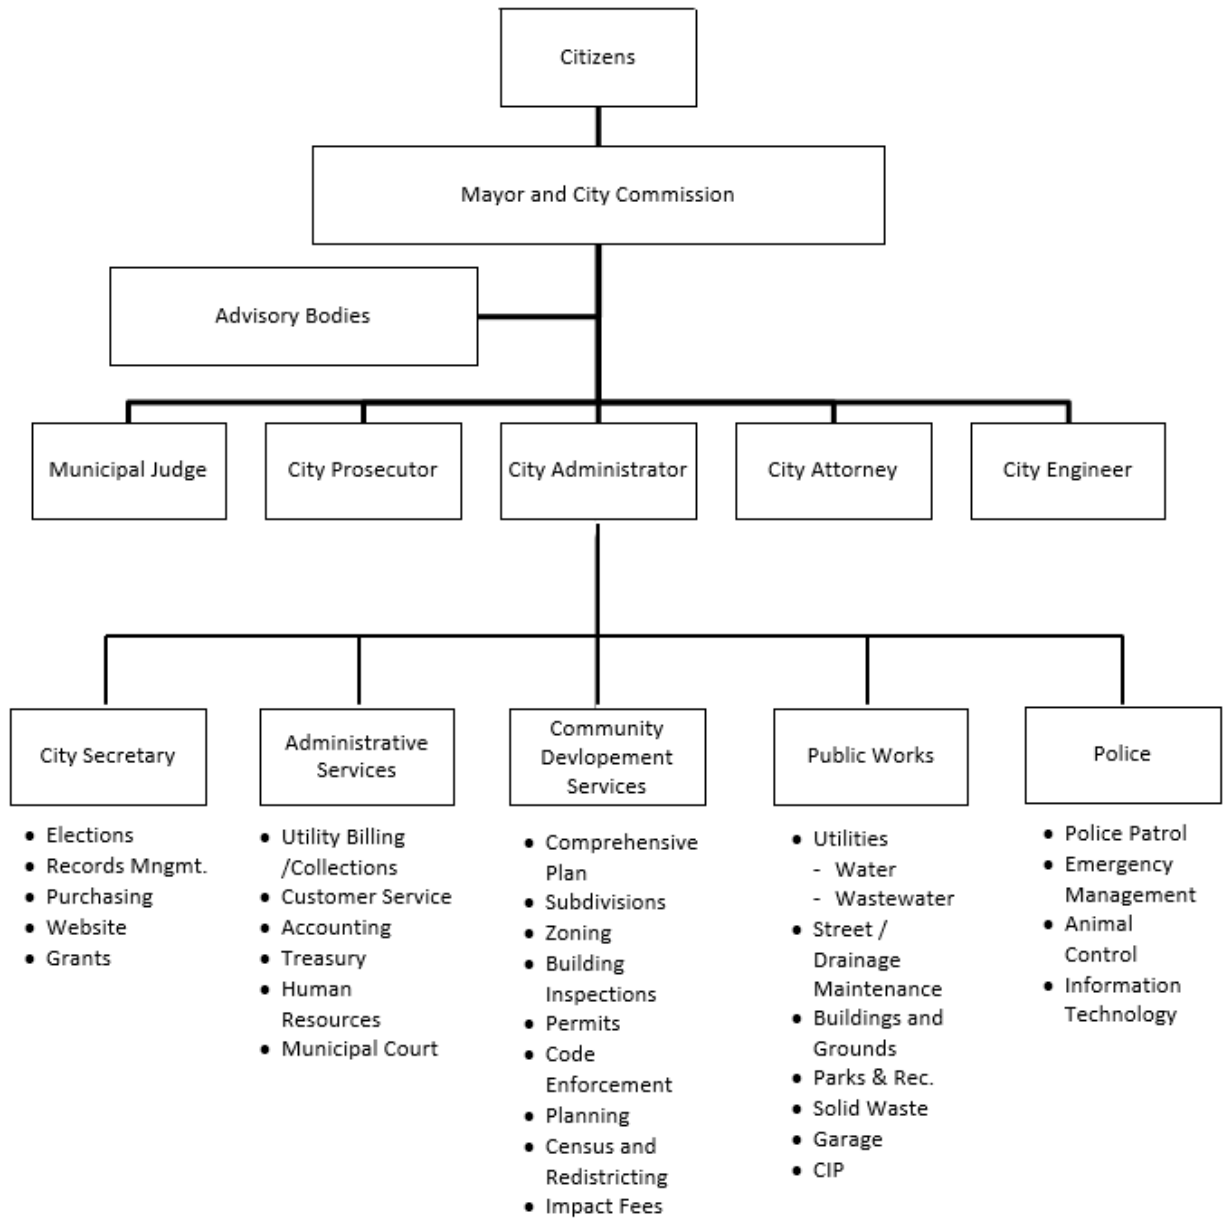 Citizens
Mayor and City Commission
Advisory Bodies
Municipal Judge
City Prosecutor
City Administrator
City Attorney
City Engineer
City Secretary
● Elections
● Records Mngmt.
● Purchasing
● Website
● Grants
Administrative
Services
● Utility Billing
/Collections
● Customer Service
● Accounting
● Treasury
● Human
Resources
● Municipal Court
Community
Devlopement
Services
● Comprehensive
Plan
● Subdivisions
● Zoning
● Building
Inspections
● Permits
● Code
Enforcement
● Planning
● Census and
Redistricting
● Impact Fees
Public Works
● Utilities
- Water
- Wastewater
● Street /
Drainage
Maintenance
● Buildings and
Grounds
● Parks & Rec.
● Solid Waste
● Garage
● CIP
Police
● Police Patrol
● Emergency
Management
● Animal
Control
● Information
Technology